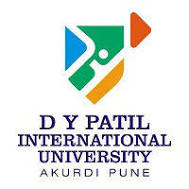 D Y PATIL
INTERNATIONAL
UNIVERSITY
AKURDI PUNE